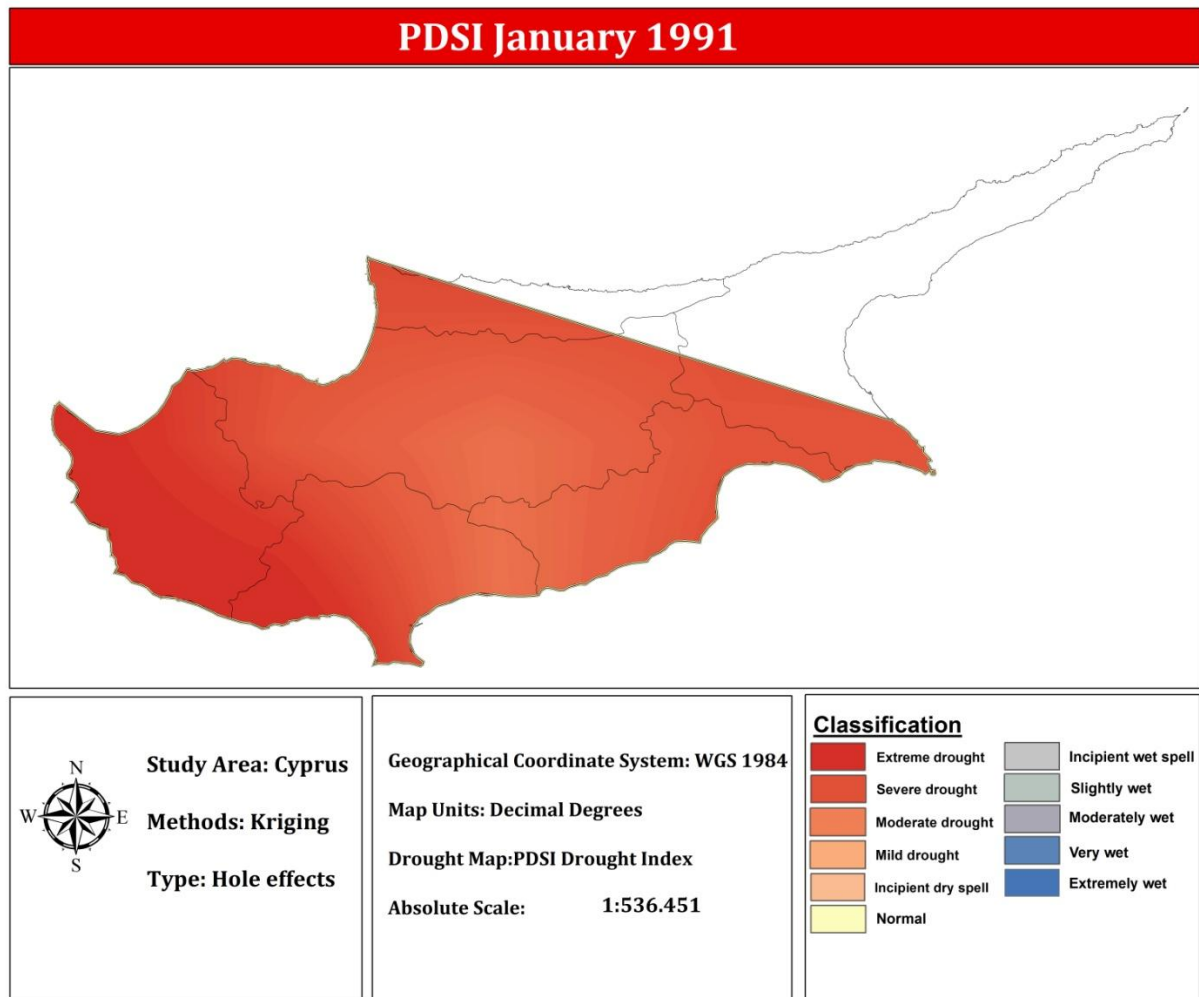 PDSI January 1991
N
W
E
S
Study Area: Cyprus
Methods: Kriging
Type: Hole effects
Geographical Coordinate System: WGS 1984
Map Units: Decimal Degrees
Drought Map:PDSI Drought Index
Absolute Scale: 1:536.451
Classification
Extreme drought
Severe drought
Moderate drought
Mild drought
Incipient dry spell
Normal
Incipient wet spell
Slightly wet
Moderately wet
Very wet
Extremely wet